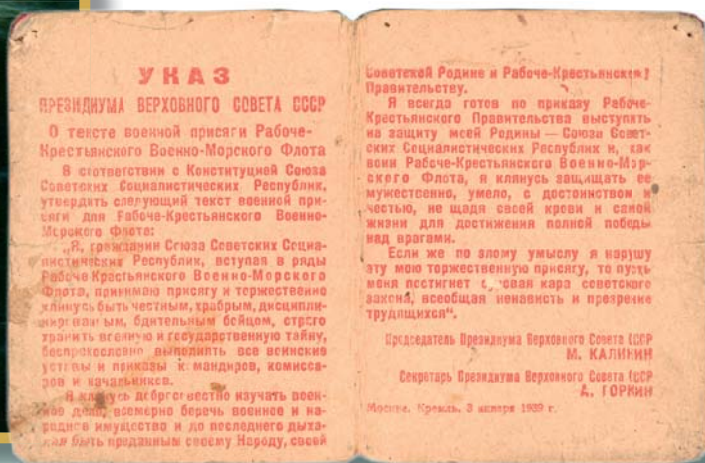 УКАЗ
ПРЕЗИДИУМА ВЕРХОВНОГО СОВЕТА СССР
О тексте военной присяги Рабоче-
Крестьянского Военно-Морского Флота
В соответствии с Конституцией Союза
Советских Социалистических Республик,
утвердить следующий текст военной при-
сяги для Рабоче-Крестьянского Военно-
Морского Флота:
„Я, гражданин Союза Советских Социа-
листических Республик, вступая в ряды
Рабоче-Крестьянского Военно-Морского
Флота, принимаю присягу и торжественно
клянусь быть честным, храбрым, дисципли-
нированным, бдительным бойцом, строго
хранить военную и государственную тайну,
беспрекословно выполнять все воинские
уставы и приказы командиров, комисса-
ров и начальников.
Я клянусь добросовестно изучать воен-
ное дело, всемерно беречь военное и на-
родное имущество и до последнего дыха-
ния быть преданным своему Народу, своей
Советской Родине и Рабоче-Крестьянскому
Правительству.
Я всегда готов по приказу Рабоче-
Крестьянского Правительства выступить
на защиту моей Родины — Союза Совет-
ских Социалистических Республик и, как
воин Рабоче-Крестьянского Военно-Мор-
ского Флота, я клянусь защищать ее
мужественно, умело, с достоинством и
честью, не щадя своей крови и самой
жизни для достижения полной победы
над врагами.
Если же по злому умыслу я нарушу
эту мою торжественную присягу, то пусть
меня постигнет суровая кара советского
закона, всеобщая ненависть и презрение
трудящихся“.
Председатель Президиума Верховного Совета СССР
М. КАЛИНИН
Секретарь Президиума Верховного Совета СССР
А. ГОРКИН
Москва. Кремль. 3 января 1939 г.